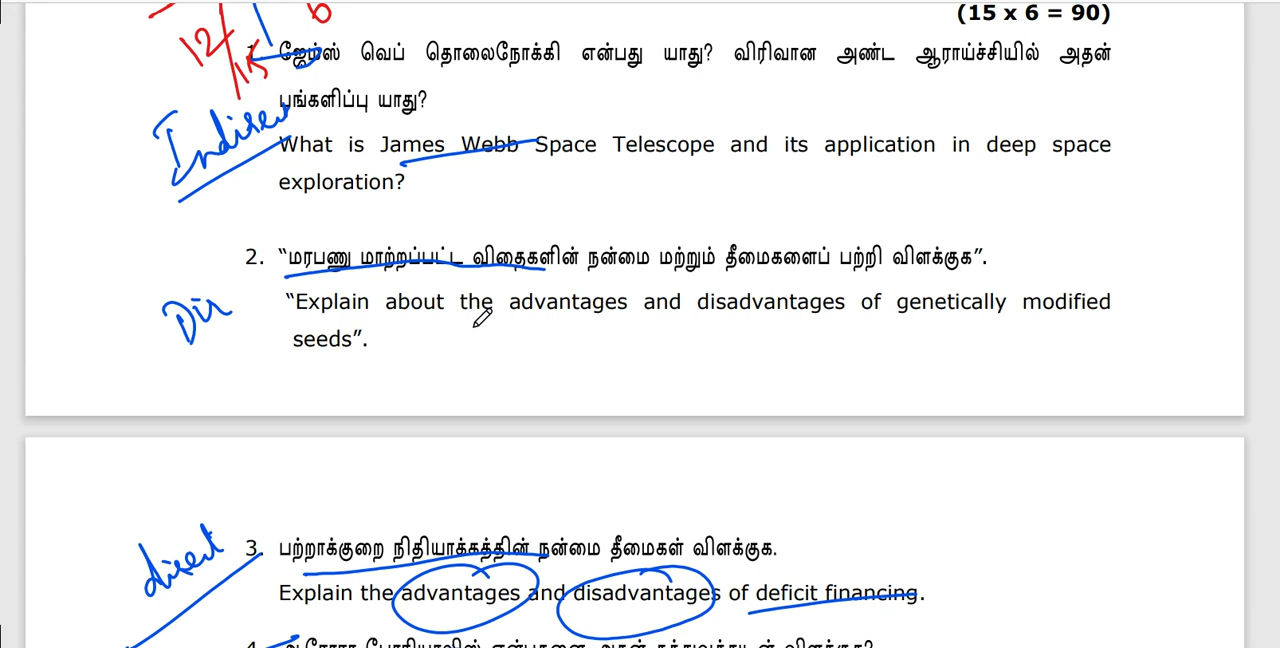 (15 x 6 = 90)
12/15
6
1. ஜேம்ஸ் வெப் தொலைநோக்கி என்பது யாது? விரிவான அண்ட ஆராய்ச்சியில் அதன்
பங்களிப்பு யாது?
Indirect
What is James Webb Space Telescope and its application in deep space
exploration?
2. “மரபணு மாற்றப்பட்ட விதைகளின் நன்மை மற்றும் தீமைகளைப் பற்றி விளக்குக”.
Dir
“Explain about the advantages and disadvantages of genetically modified
seeds”.
direct
3. பற்றாக்குறை நிதியாக்கத்தின் நன்மை தீமைகள் விளக்குக.
Explain the advantages and disadvantages of deficit financing.